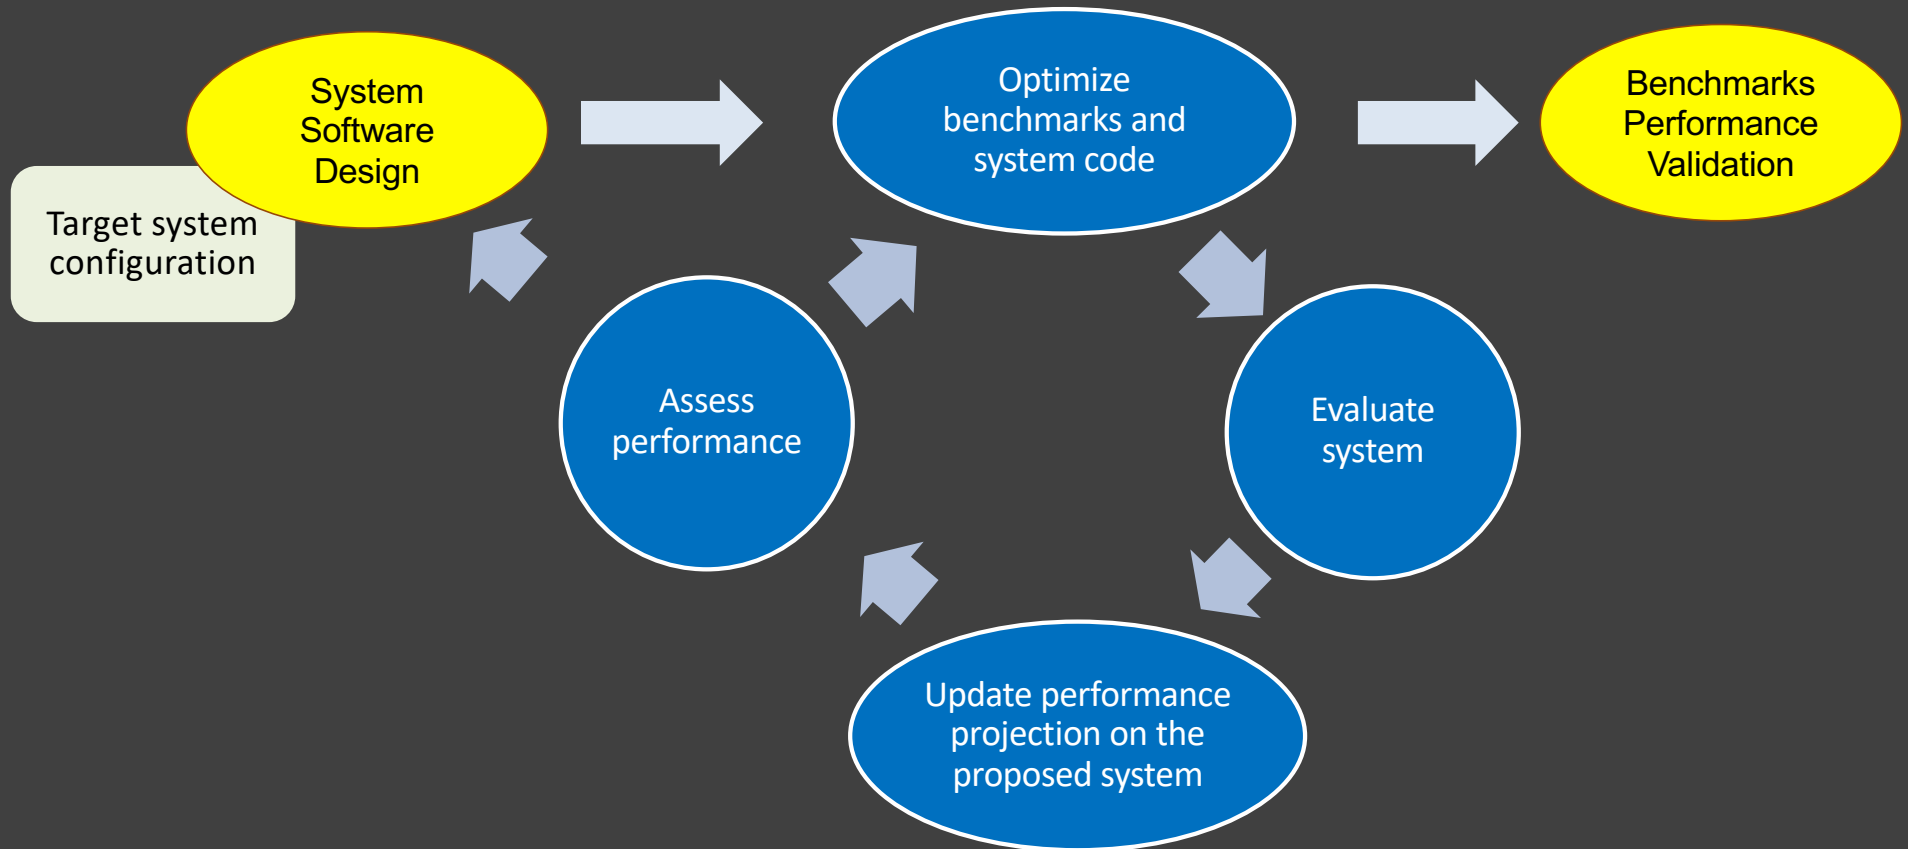 System
Software
Design
Target system
configuration
Optimize
benchmarks and
system code
Benchmarks
Performance
Validation
Assess
performance
Evaluate
system
Update performance
projection on the
proposed system